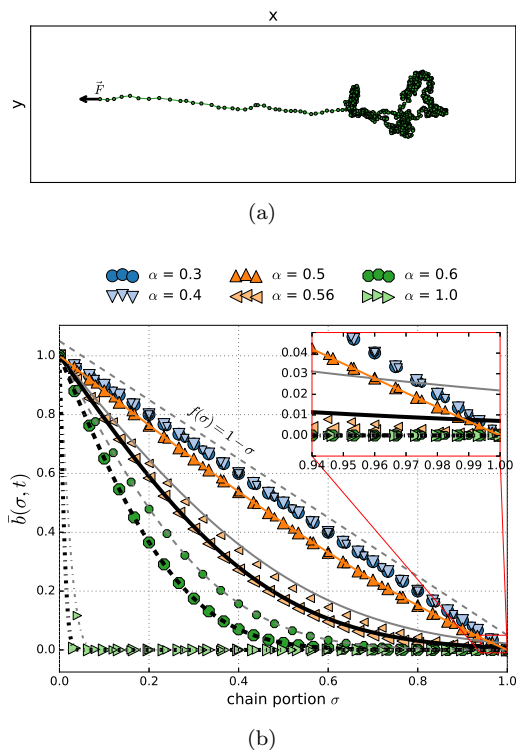 x
y
F⃗
(a)
α = 0.3 α = 0.5 α = 0.6
α = 0.4 α = 0.56 α = 1.0
1.0
0.8
0.6
0.4
0.2
0.0
b̄(σ, t)
f(σ) = 1 − σ
0.04
0.03
0.02
0.01
0.00
0.94 0.95 0.96 0.97 0.98 0.99 1.00
0.0 0.2 0.4 0.6 0.8 1.0
chain portion σ
(b)